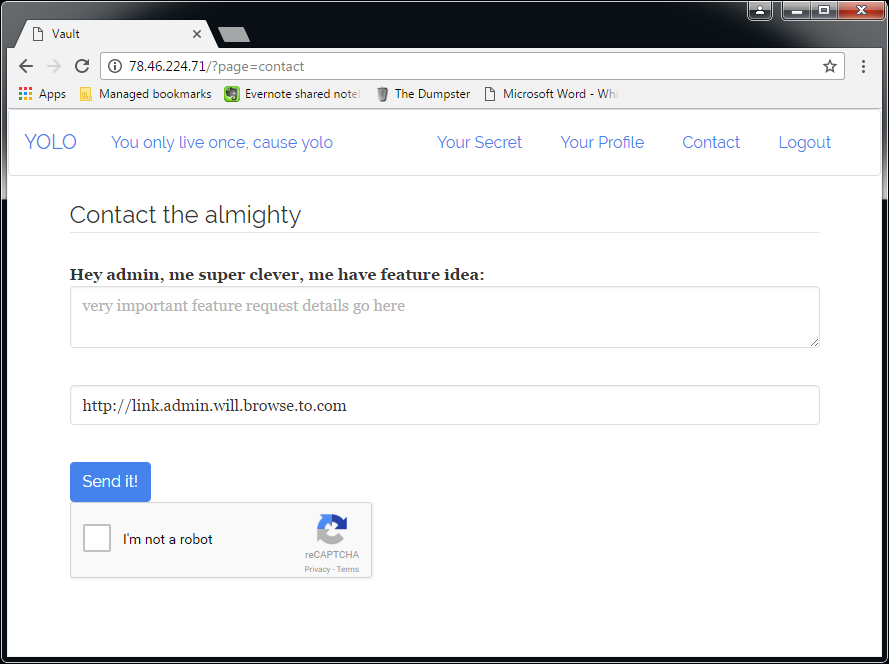 Vault
78.46.224.71/?page=contact
Apps Managed bookmarks Evernote shared note The Dumpster Microsoft Word - Whi
YOLO You only live once, cause yolo Your Secret Your Profile Contact Logout
Contact the almighty
Hey admin, me super clever, me have feature idea:
very important feature request details go here
http://link.admin.will.browse.to.com
Send it!
I'm not a robot
reCAPTCHA
Privacy - Terms